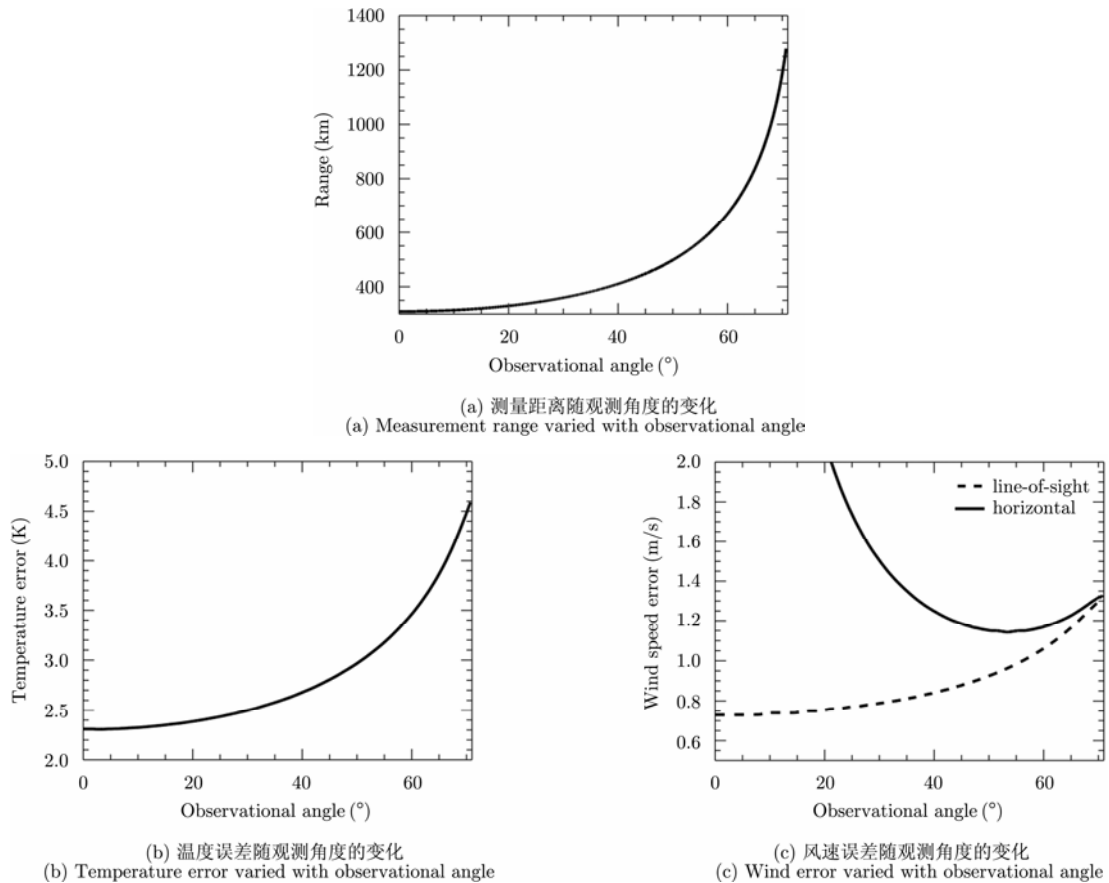 1400
1200
1000
800
600
400
Range (km)
0 20 40 60
Observational angle (°)
(a) 测量距离随观测角度的变化
(a) Measurement range varied with observational angle
5.0
4.5
4.0
3.5
3.0
2.5
2.0
Temperature error (K)
0 20 40 60
Observational angle (°)
(b) 温度误差随观测角度的变化
(b) Temperature error varied with observational angle
2.0
1.8
1.6
1.4
1.2
1.0
0.8
0.6
Wind speed error (m/s)
line-of-sight
horizontal
0 20 40 60
Observational angle (°)
(c) 风速误差随观测角度的变化
(c) Wind error varied with observational angle